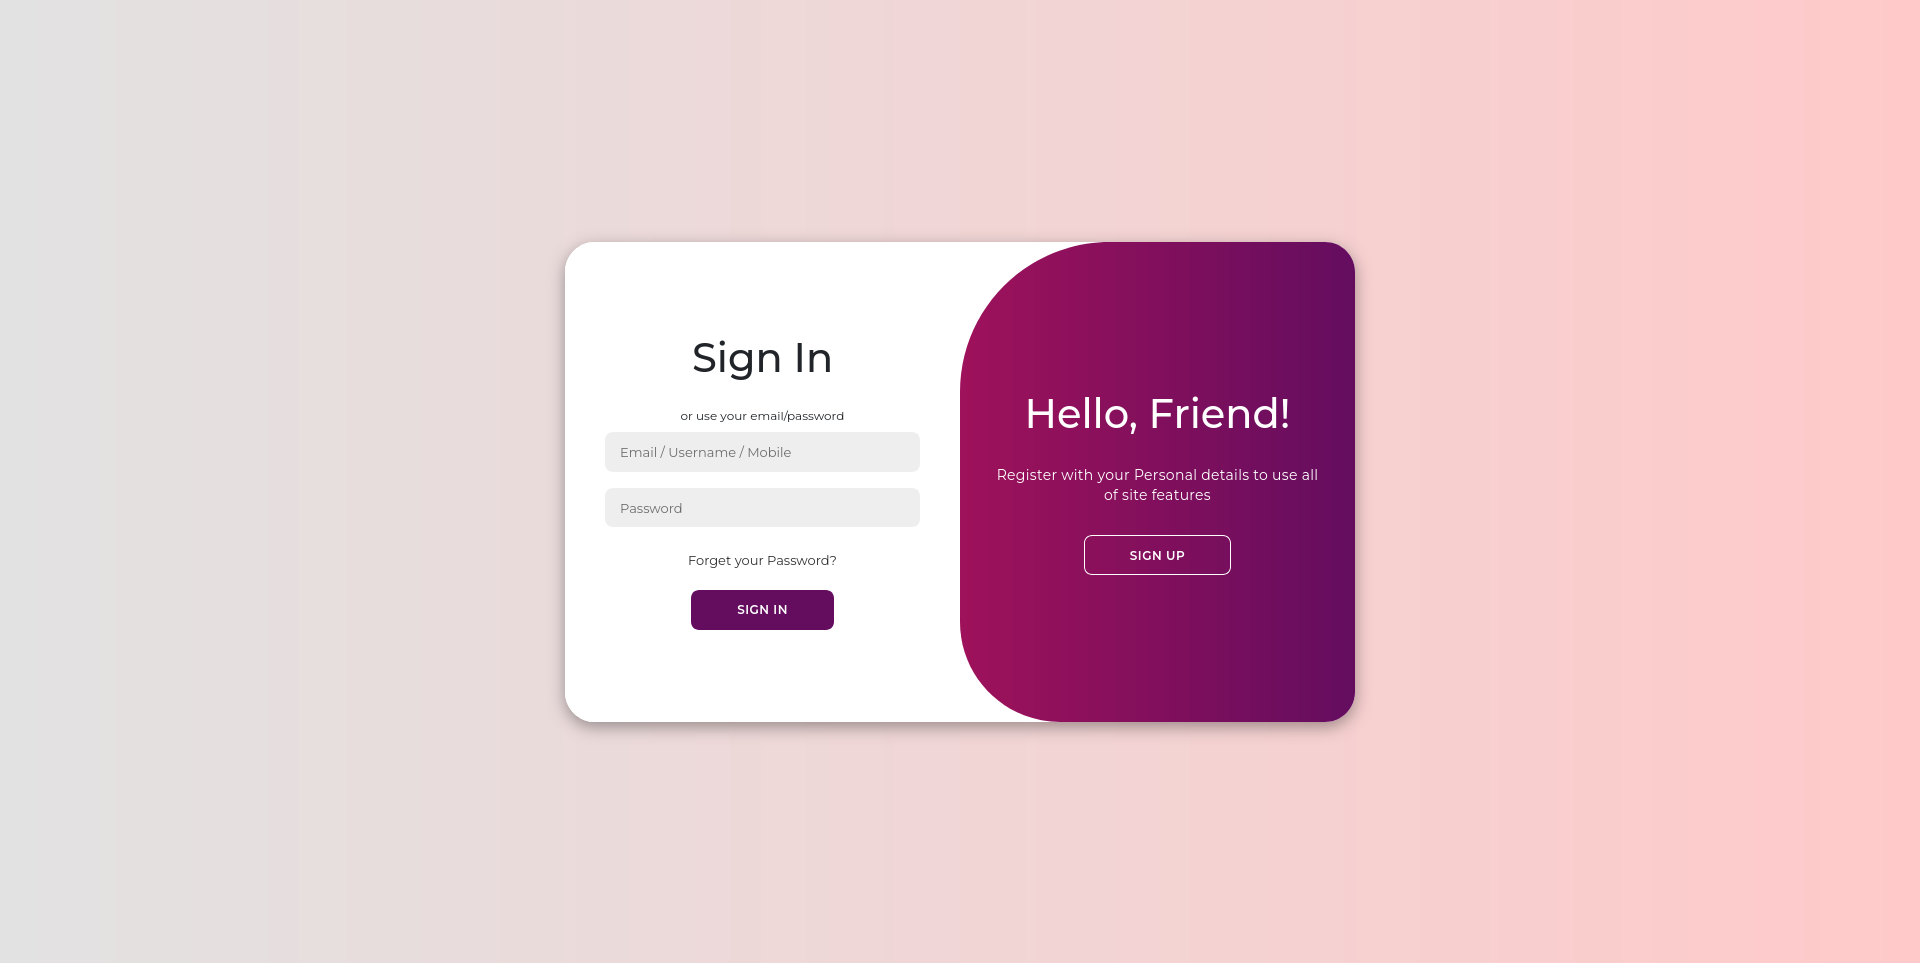 Sign In
or use your email/password
Email / Username / Mobile
Password
Forget your Password?
SIGN IN
Hello, Friend!
Register with your Personal details to use all
of site features
SIGN UP